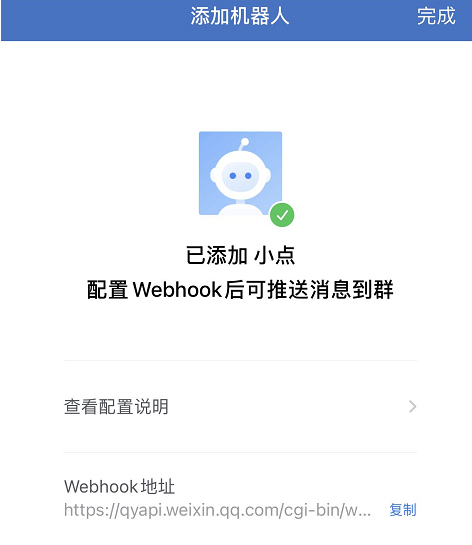 添加机器人 完成
已添加 小点
配置 Webhook后可推送消息到群
查看配置说明
Webhook地址
https://qyapi.weixin.qq.com/cgi-bin/w... 复制